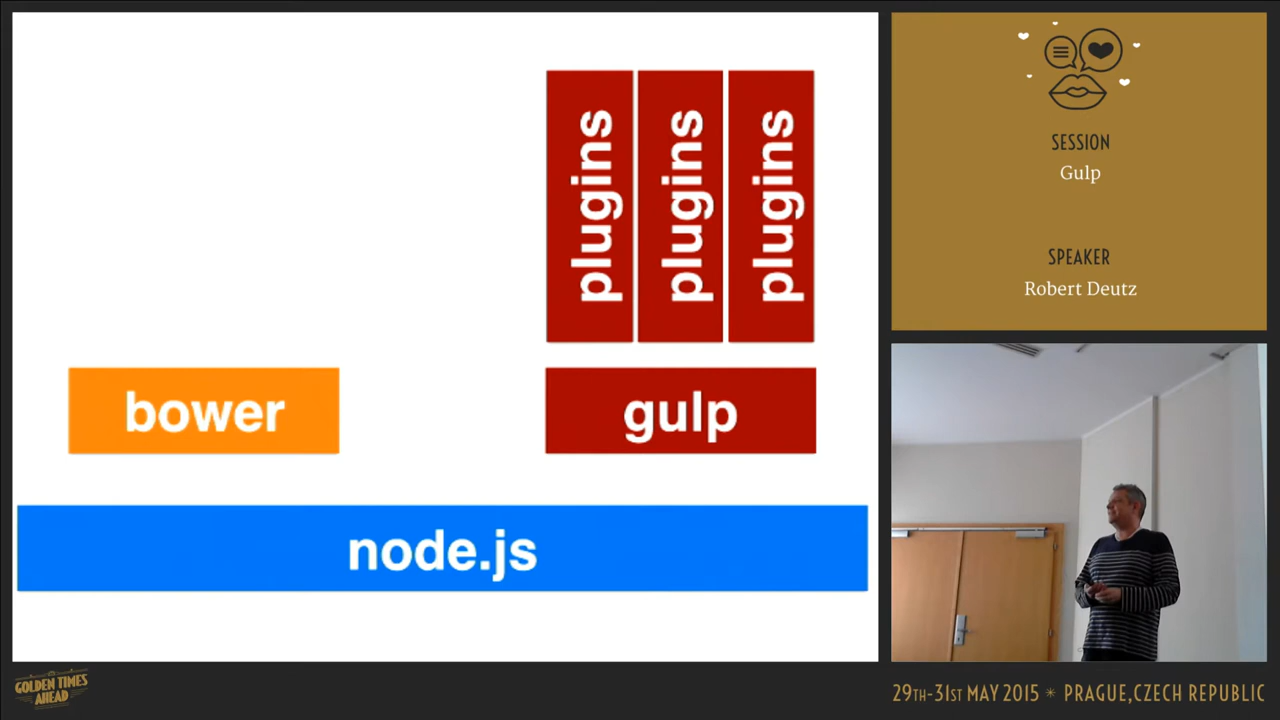 plugins
plugins
plugins
bower
gulp
node.js
SESSION
Gulp
SPEAKER
Robert Deutz
GOLDEN TIMES
AHEAD
29TH-31ST MAY 2015 * PRAGUE, CZECH REPUBLIC